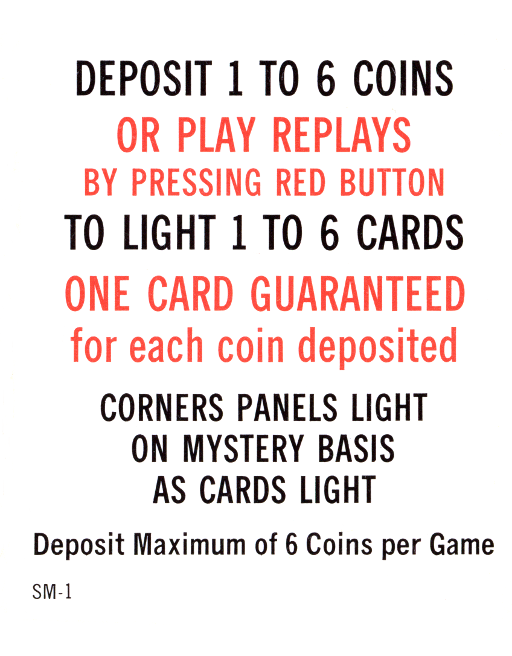 DEPOSIT 1 TO 6 COINS
OR PLAY REPLAYS
BY PRESSING RED BUTTON
TO LIGHT 1 TO 6 CARDS
ONE CARD GUARANTEED
for each coin deposited
CORNERS PANELS LIGHT
ON MYSTERY BASIS
AS CARDS LIGHT
Deposit Maximum of 6 Coins per Game
SM-1